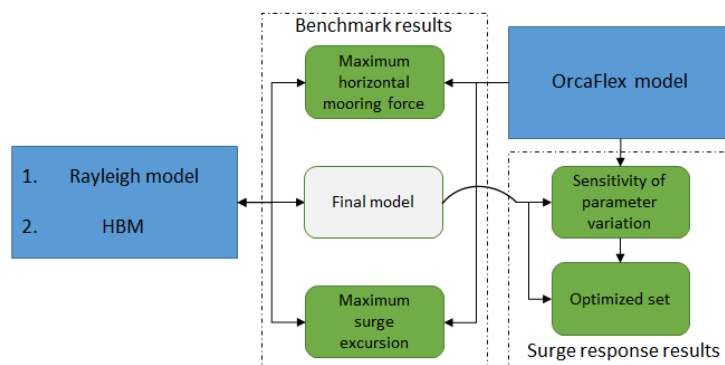 Benchmark results
Maximum
horizontal
mooring force
OrcaFlex model
1. Rayleigh model
2. HBM
Final model
Sensitivity of
parameter
variation
Maximum
surge
excursion
Optimized set
Surge response results